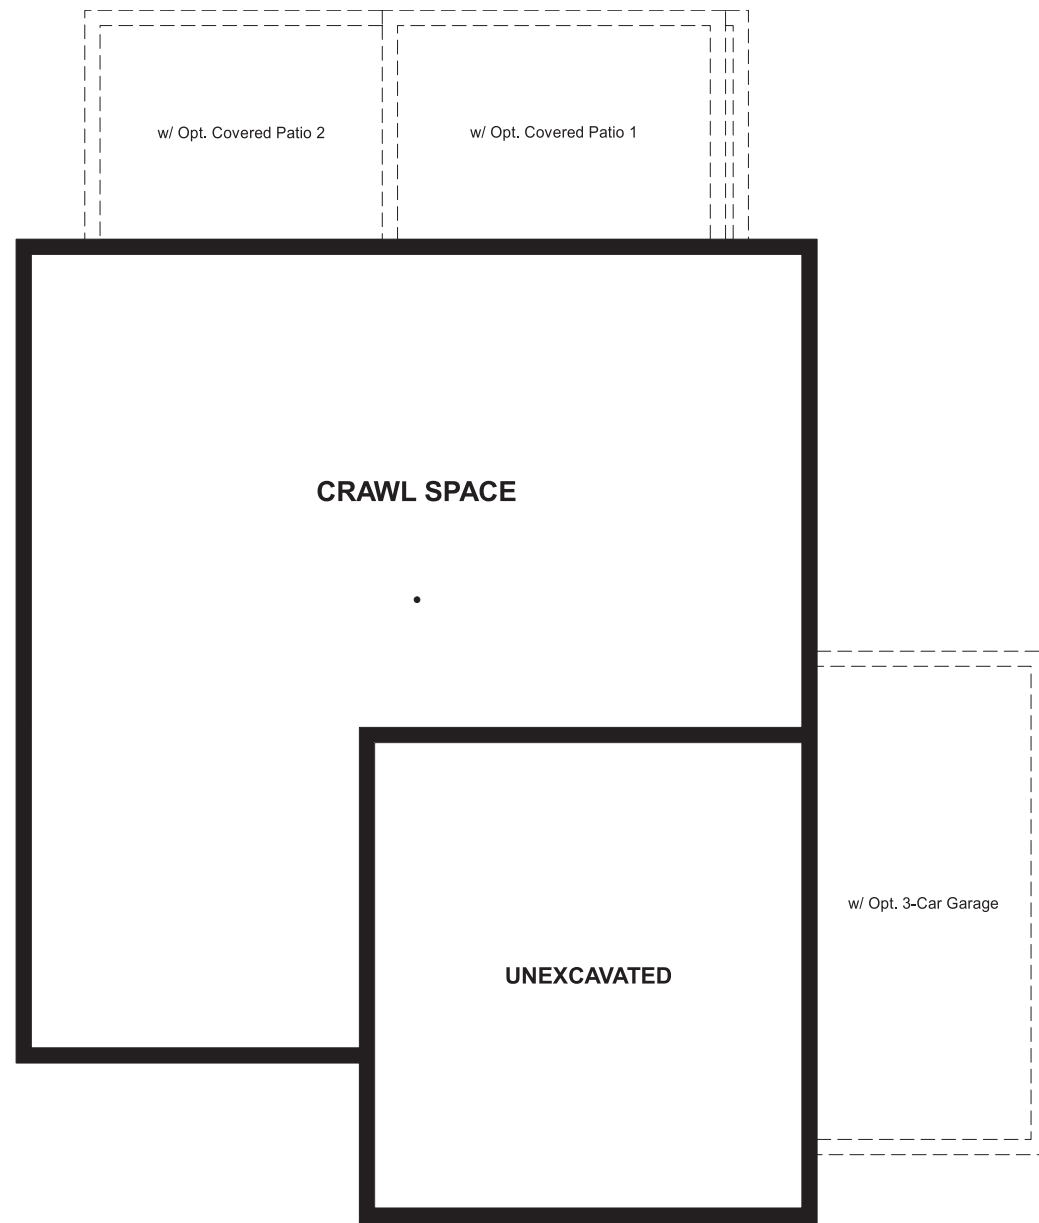 w/ Opt. Covered Patio 2
w/ Opt. Covered Patio 1
CRAWL SPACE
w/ Opt. 3-Car Garage
UNEXCAVATED